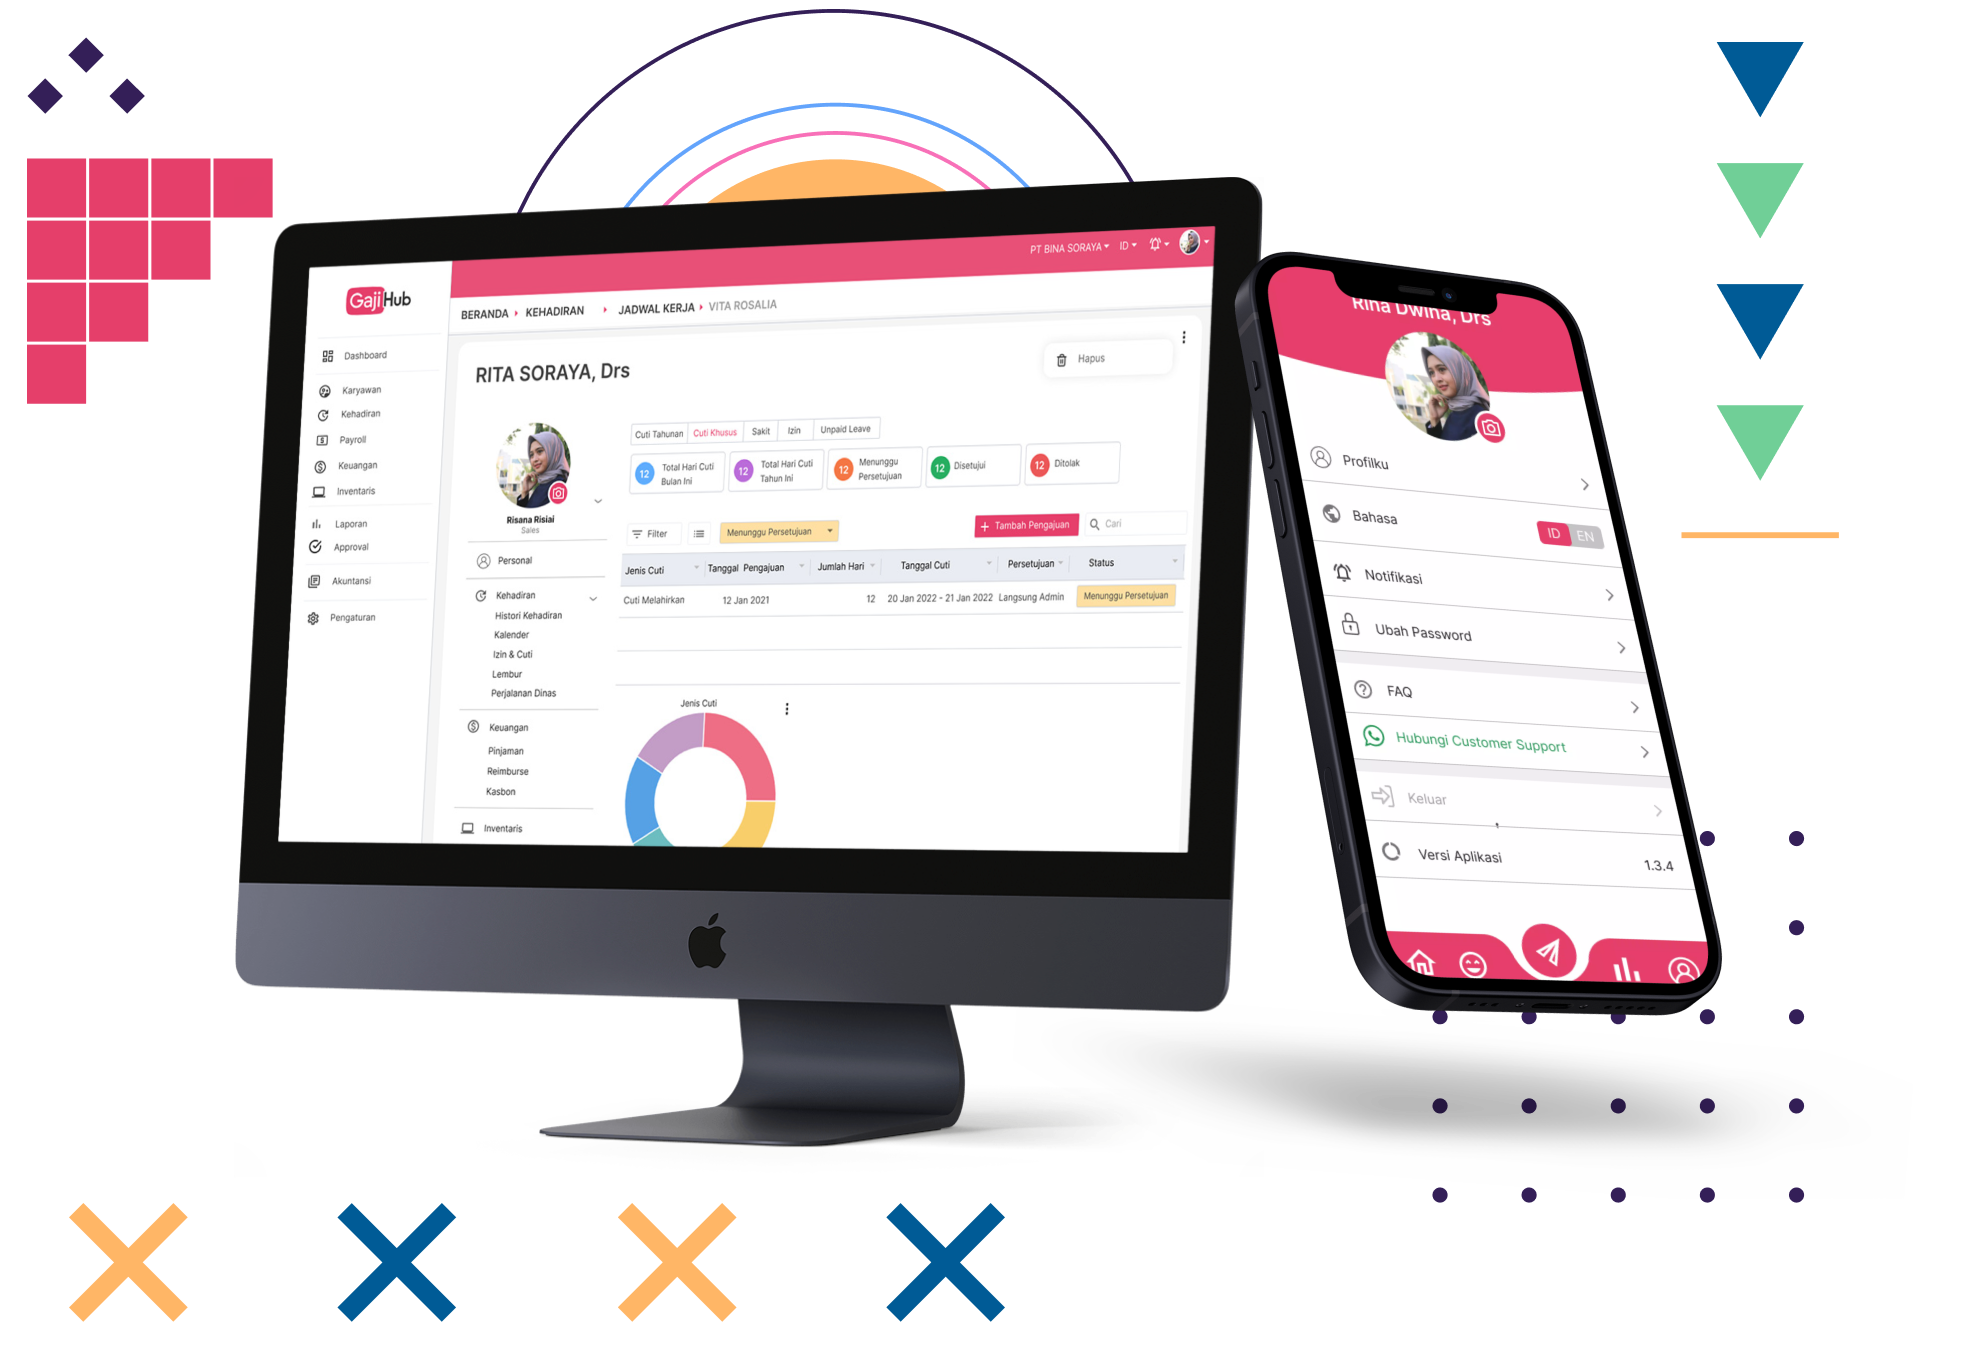 GajiHub
PT BINA SORAYA
ID
BERANDA
KEHADIRAN
JADWAL KERJA
VITA ROSALIA
Dashboard
Karyawan
Kehadiran
Payroll
Keuangan
Inventaris
Laporan
Approval
Akuntansi
Pengaturan
RITA SORAYA, Drs
Hapus
Risana Risiai
Sales
Personal
Kehadiran
Histori Kehadiran
Kalender
Izin & Cuti
Lembur
Perjalanan Dinas
Keuangan
Pinjaman
Reimburse
Kasbon
Inventaris
Cuti Tahunan
Cuti Khusus
Sakit
Izin
Unpaid Leave
12
Total Hari Cuti
Bulan Ini
12
Total Hari Cuti
Tahun Ini
12
Menunggu
Persetujuan
12
Disetujui
12
Ditolak
Filter
Menunggu Persetujuan
+ Tambah Pengajuan
Cari
Jenis Cuti
Tanggal Pengajuan
Jumlah Hari
Tanggal Cuti
Persetujuan
Status
Cuti Melahirkan
12 Jan 2021
12
20 Jan 2022 - 21 Jan 2022
Langsung Admin
Menunggu Persetujuan
Jenis Cuti
Rina Dwina, Drs
Profilku
Bahasa
ID
EN
Notifikasi
Ubah Password
FAQ
Hubungi Customer Support
Keluar
Versi Aplikasi
1.3.4